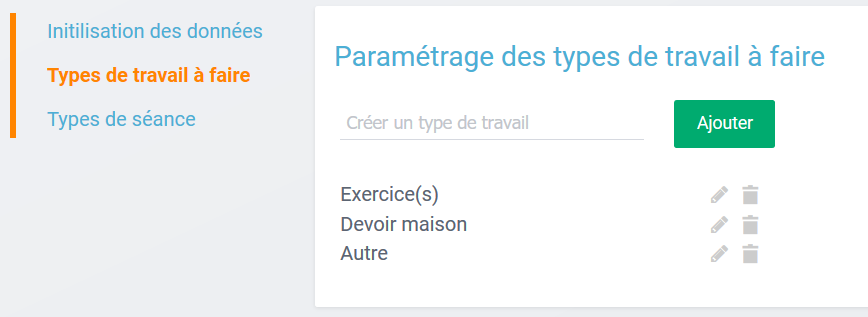 Initilisation des données
Types de travail à faire
Types de séance
Paramétrage des types de travail à faire
Créer un type de travail
Ajouter
Exercice(s)
Devoir maison
Autre